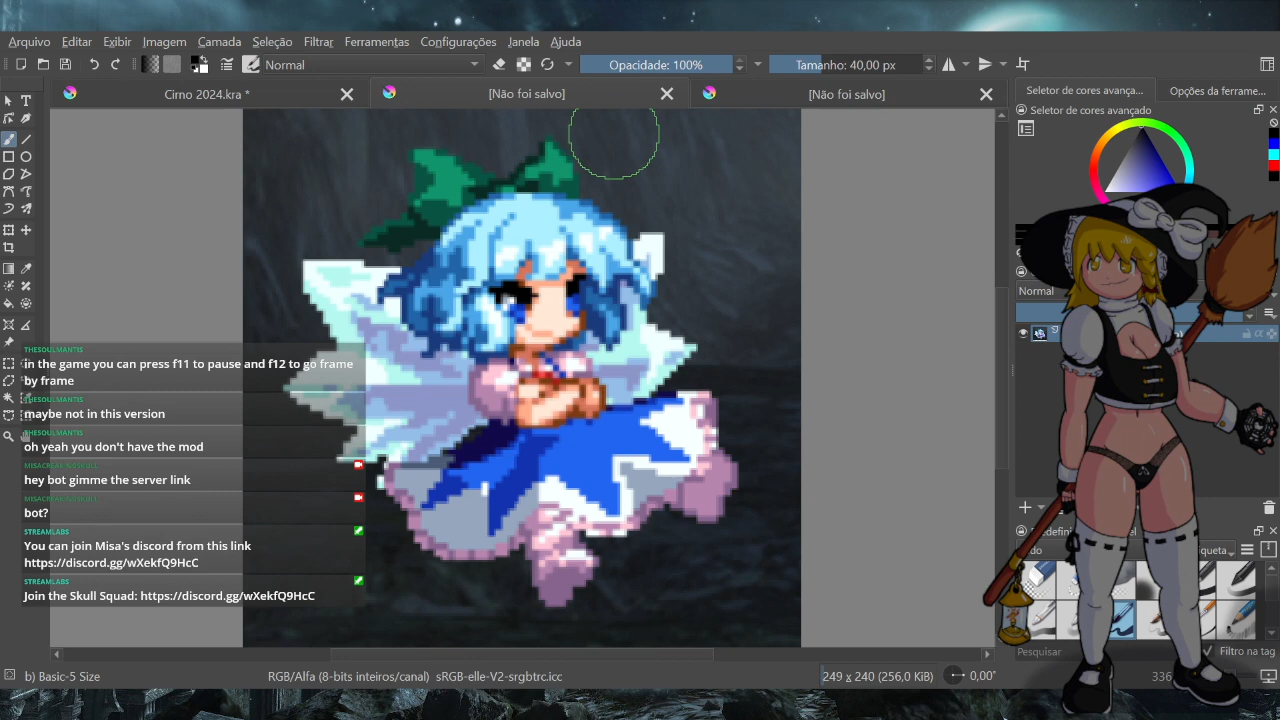 Arquivo Editar Exibir Imagem Camada Seleção Filtrar Ferramentas Configurações Janela Ajuda
Normal Opacidade: 100% Tamanho: 40,00 px
Cirno 2024.kra * [Não foi salvo] [Não foi salvo]
Seletor de cores avança... Opções da ferrame...
Seletor de cores avançado
Normal
THESOULMANTIS
in the game you can press f11 to pause and f12 to go frame
by frame
THESOULMANTIS
maybe not in this version
THESOULMANTIS
oh yeah you don't have the mod
hey bot gimme the server link
bot?
STREAMLABS
You can join Misa's discord from this link
https://discord.gg/wXekfQ9HcC
STREAMLABS
Join the Skull Squad: https://discord.gg/wXekfQ9HcC
Pesquisar Filtro na tag
b) Basic-5 Size RGB/Alfa (8-bits inteiros/canal) sRGB-elle-V2-srgbtrc.icc 249 x 240 (256,0 KiB) 0,00°